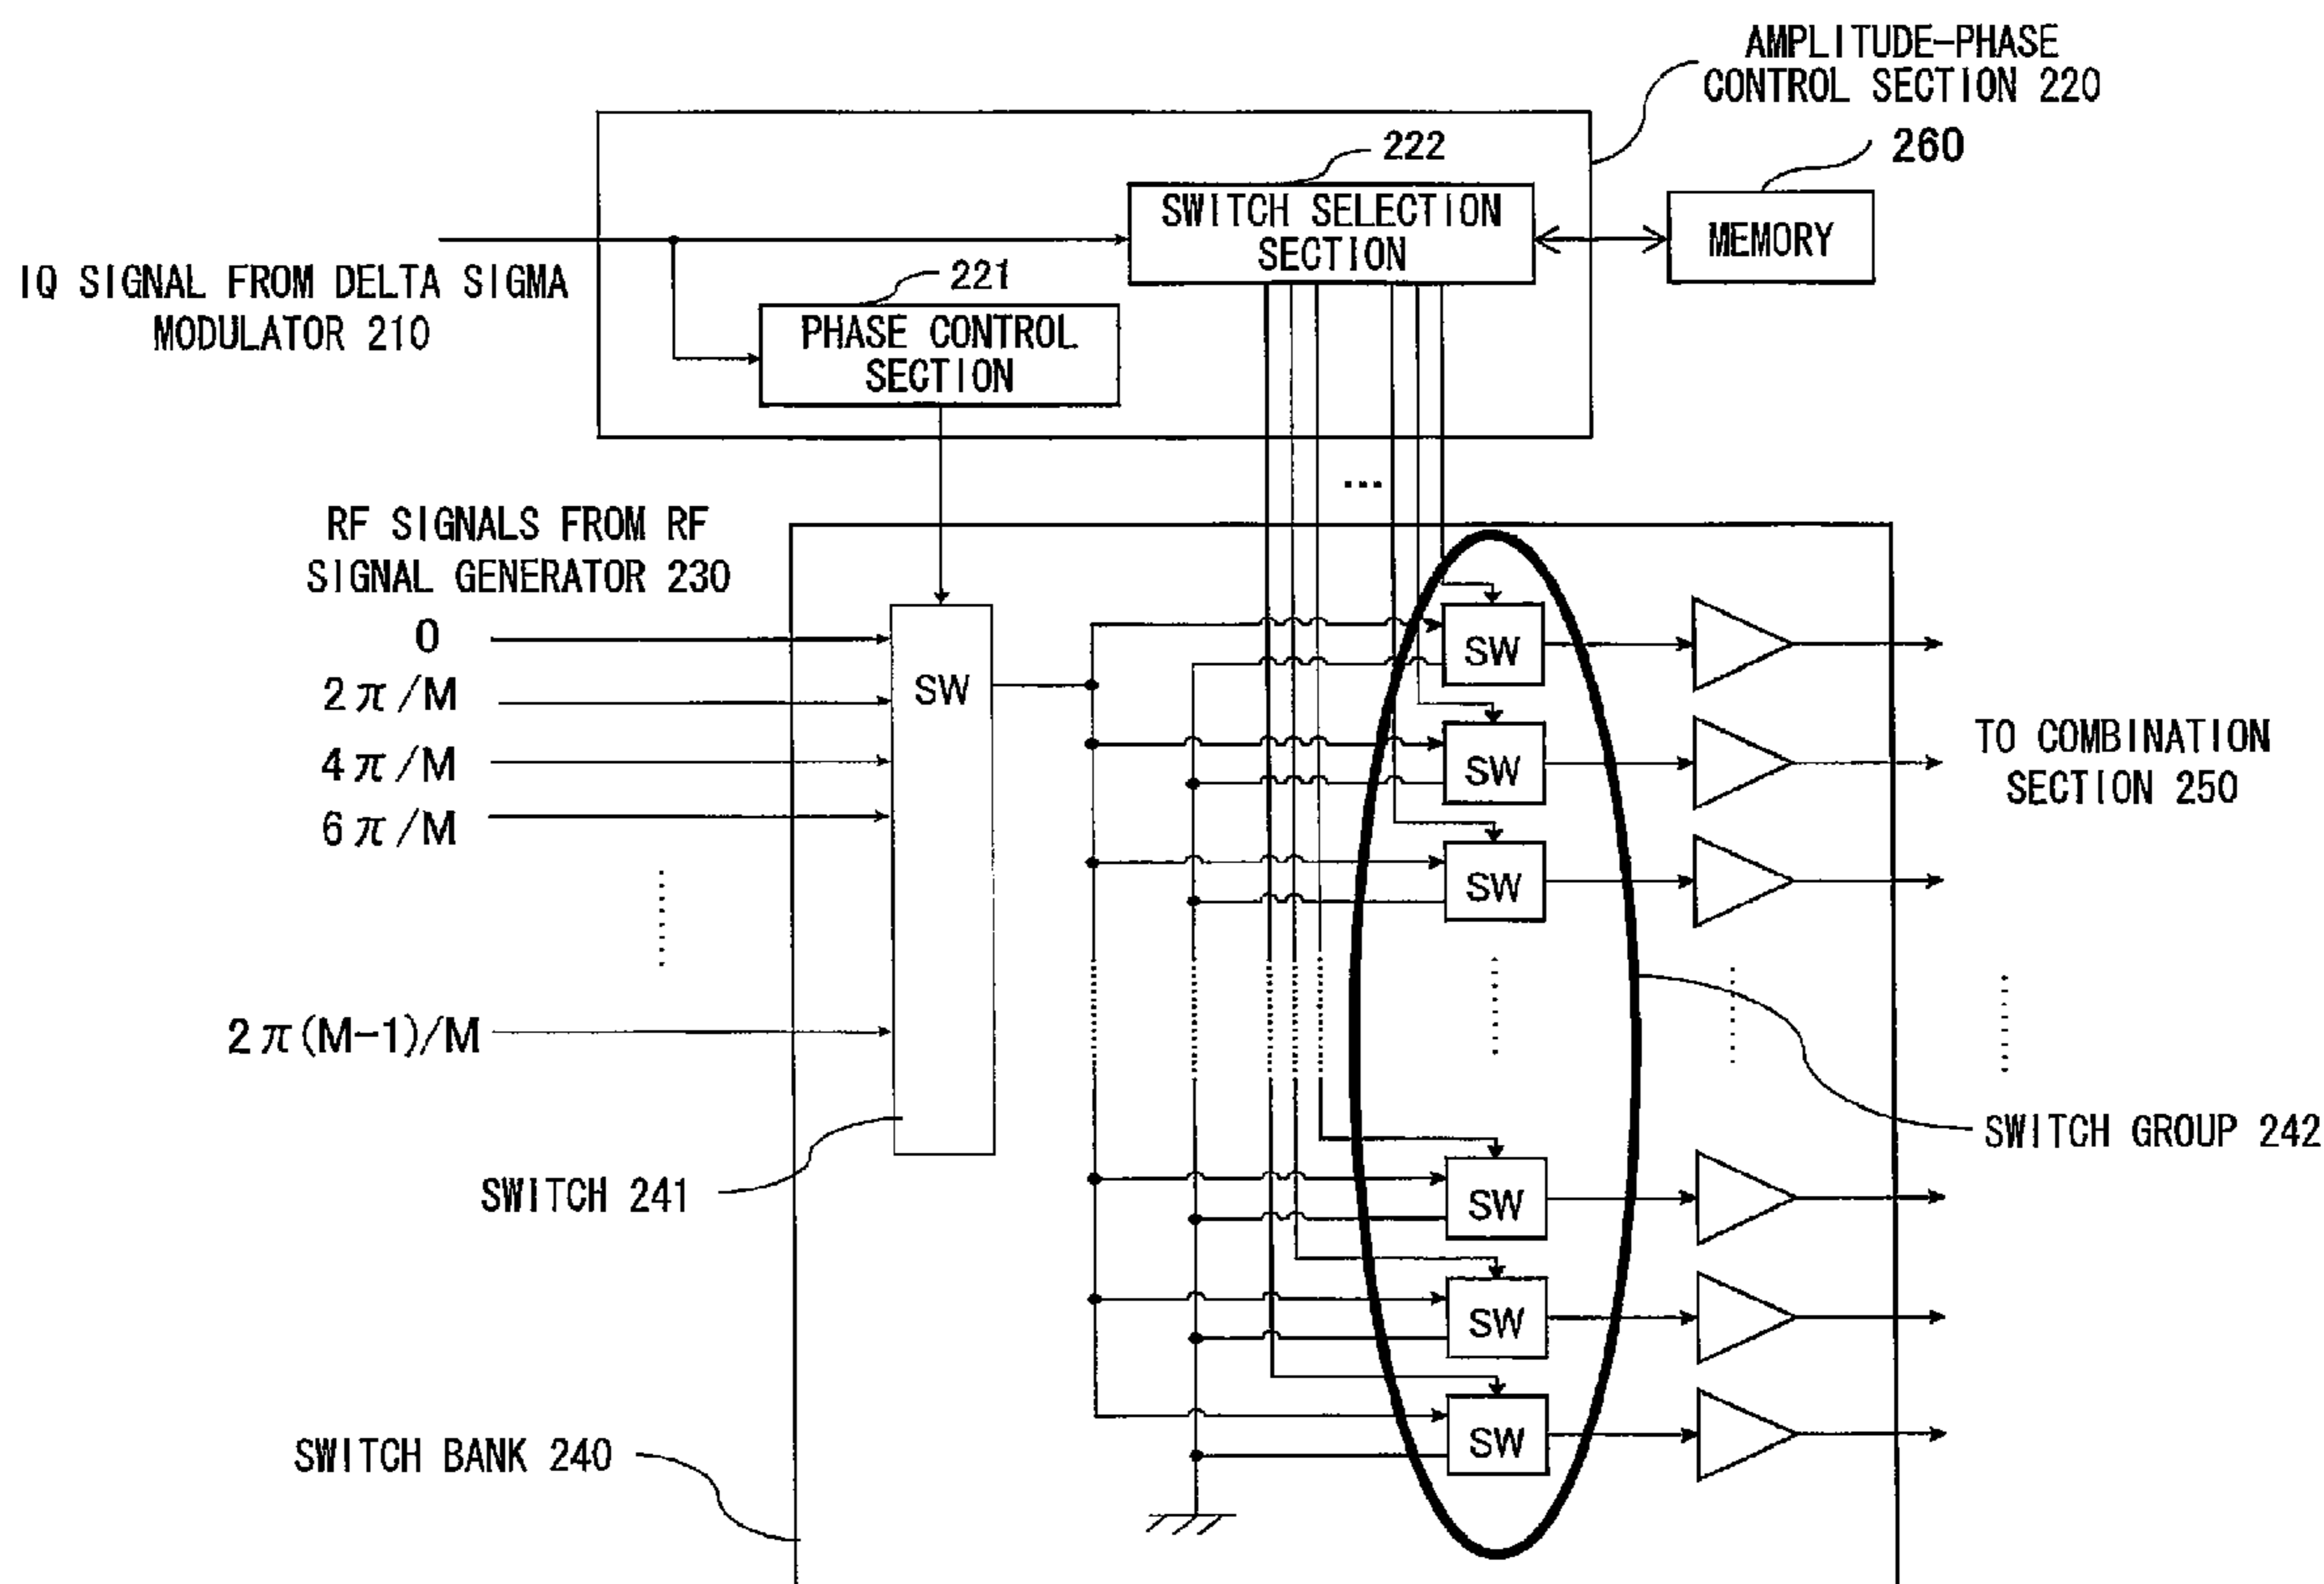 AMPLITUDE-PHASE
CONTROL SECTION 220
260
222
SWITCH SELECTION
SECTION
MEMORY
IQ SIGNAL FROM DELTA SIGMA
MODULATOR 210
221
PHASE CONTROL
SECTION
...
RF SIGNALS FROM RF
SIGNAL GENERATOR 230
0
2π/M
4π/M
6π/M
2π(M-1)/M
SW
SW
SW
SW
SW
SW
SW
TO COMBINATION
SECTION 250
SWITCH GROUP 242
SWITCH 241
SWITCH BANK 240